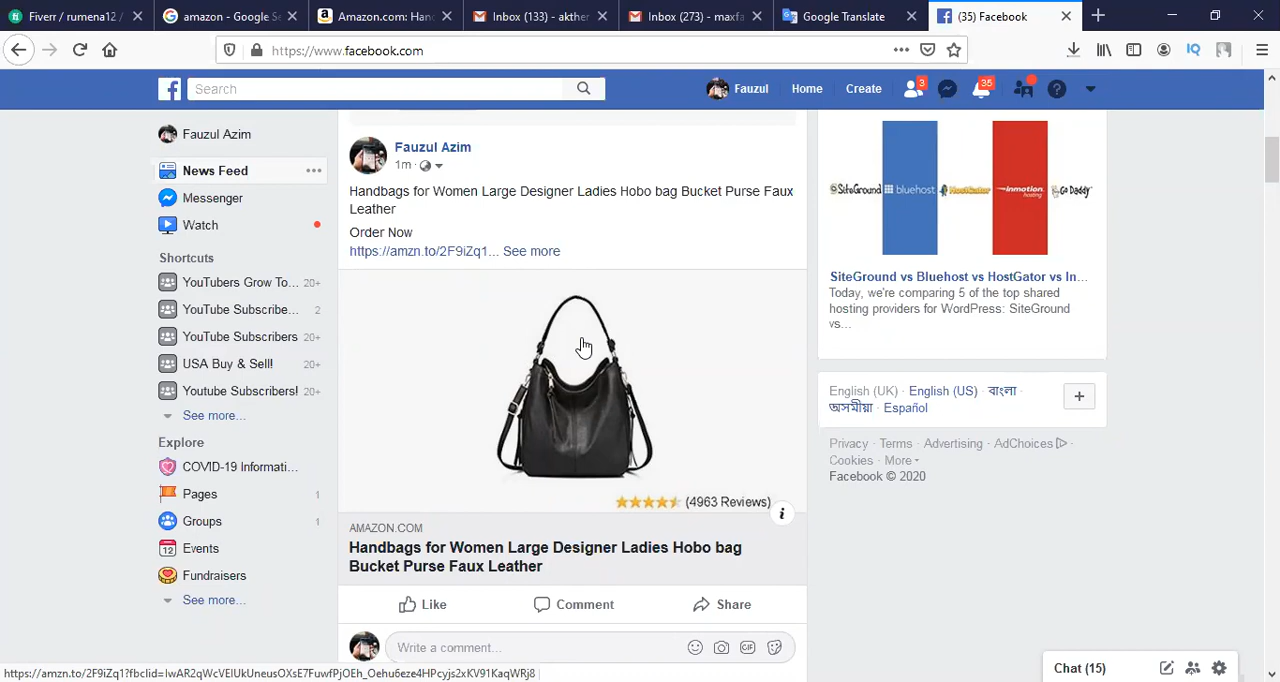 Fiverr / rumena12 /
amazon - Google Se
Amazon.com: Han
Inbox (133) - akther
Inbox (273) - maxfa
Google Translate
(35) Facebook
https://www.facebook.com
Search
Fauzul
Home
Create
3
35
Fauzul Azim
News Feed
Messenger
Watch
Shortcuts
YouTubers Grow To... 20+
YouTube Subscribe... 2
YouTube Subscribers 20+
USA Buy & Sell! 20+
Youtube Subscribers! 20+
See more...
Explore
COVID-19 Informati...
Pages 1
Groups 1
Events
Fundraisers
See more...
Fauzul Azim
1m
Handbags for Women Large Designer Ladies Hobo bag Bucket Purse Faux
Leather
Order Now
https://amzn.to/2F9iZq1... See more
(4963 Reviews)
AMAZON.COM
Handbags for Women Large Designer Ladies Hobo bag
Bucket Purse Faux Leather
Like
Comment
Share
Write a comment...
GIF
SiteGround
bluehost
HostGator
inmotion
hosting
Go Daddy
SiteGround vs Bluehost vs HostGator vs In...
Today, we're comparing 5 of the top shared
hosting providers for WordPress: SiteGround
vs...
English (UK) · English (US) · বাংলা ·
অসমীয়া · Español
Privacy · Terms · Advertising · AdChoices ·
Cookies · More
Facebook © 2020
Chat (15)